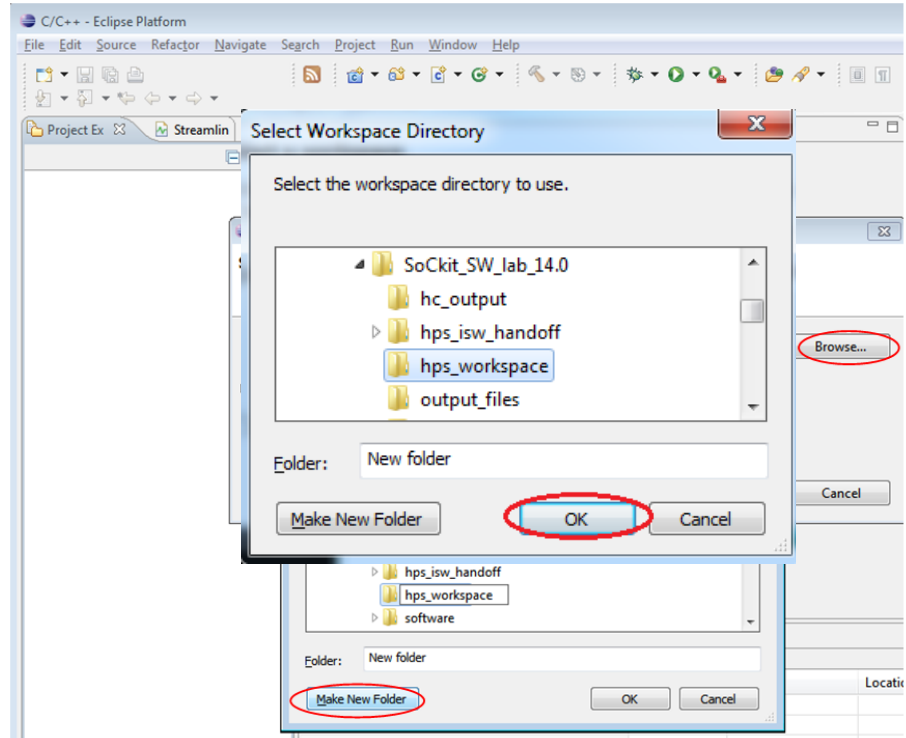 C/C++ - Eclipse Platform
File Edit Source Refactor Navigate Search Project Run Window Help
Project Ex Streamlin
Select Workspace Directory
Select the workspace directory to use.
SoCkit_SW_lab_14.0
hc_output
hps_isw_handoff
hps_workspace
output_files
Browse...
Folder: New folder
Cancel
Make New Folder OK Cancel
hps_isw_handoff
hps_workspace
software
Folder: New folder
Locatio
Make New Folder OK Cancel